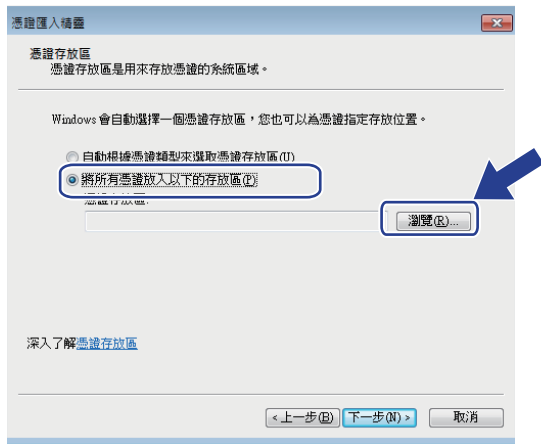 憑證匯入精靈
憑證存放區
憑證存放區是用來存放憑證的系統區域。
Windows 會自動選擇一個憑證存放區，您也可以為憑證指定存放位置。
自動根據憑證類型來選取憑證存放區(U)
將所有憑證放入以下的存放區(P)
憑證存放區:
瀏覽(R)...
深入了解憑證存放區
<上一步(B) 下一步(N)> 取消